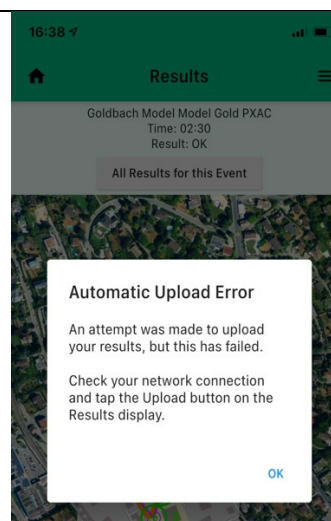 16:38
Results
Goldbach Model Model Gold PXAC
Time: 02:30
Result: OK
All Results for this Event
Automatic Upload Error
An attempt was made to upload
your results, but this has failed.
Check your network connection
and tap the Upload button on the
Results display.
OK